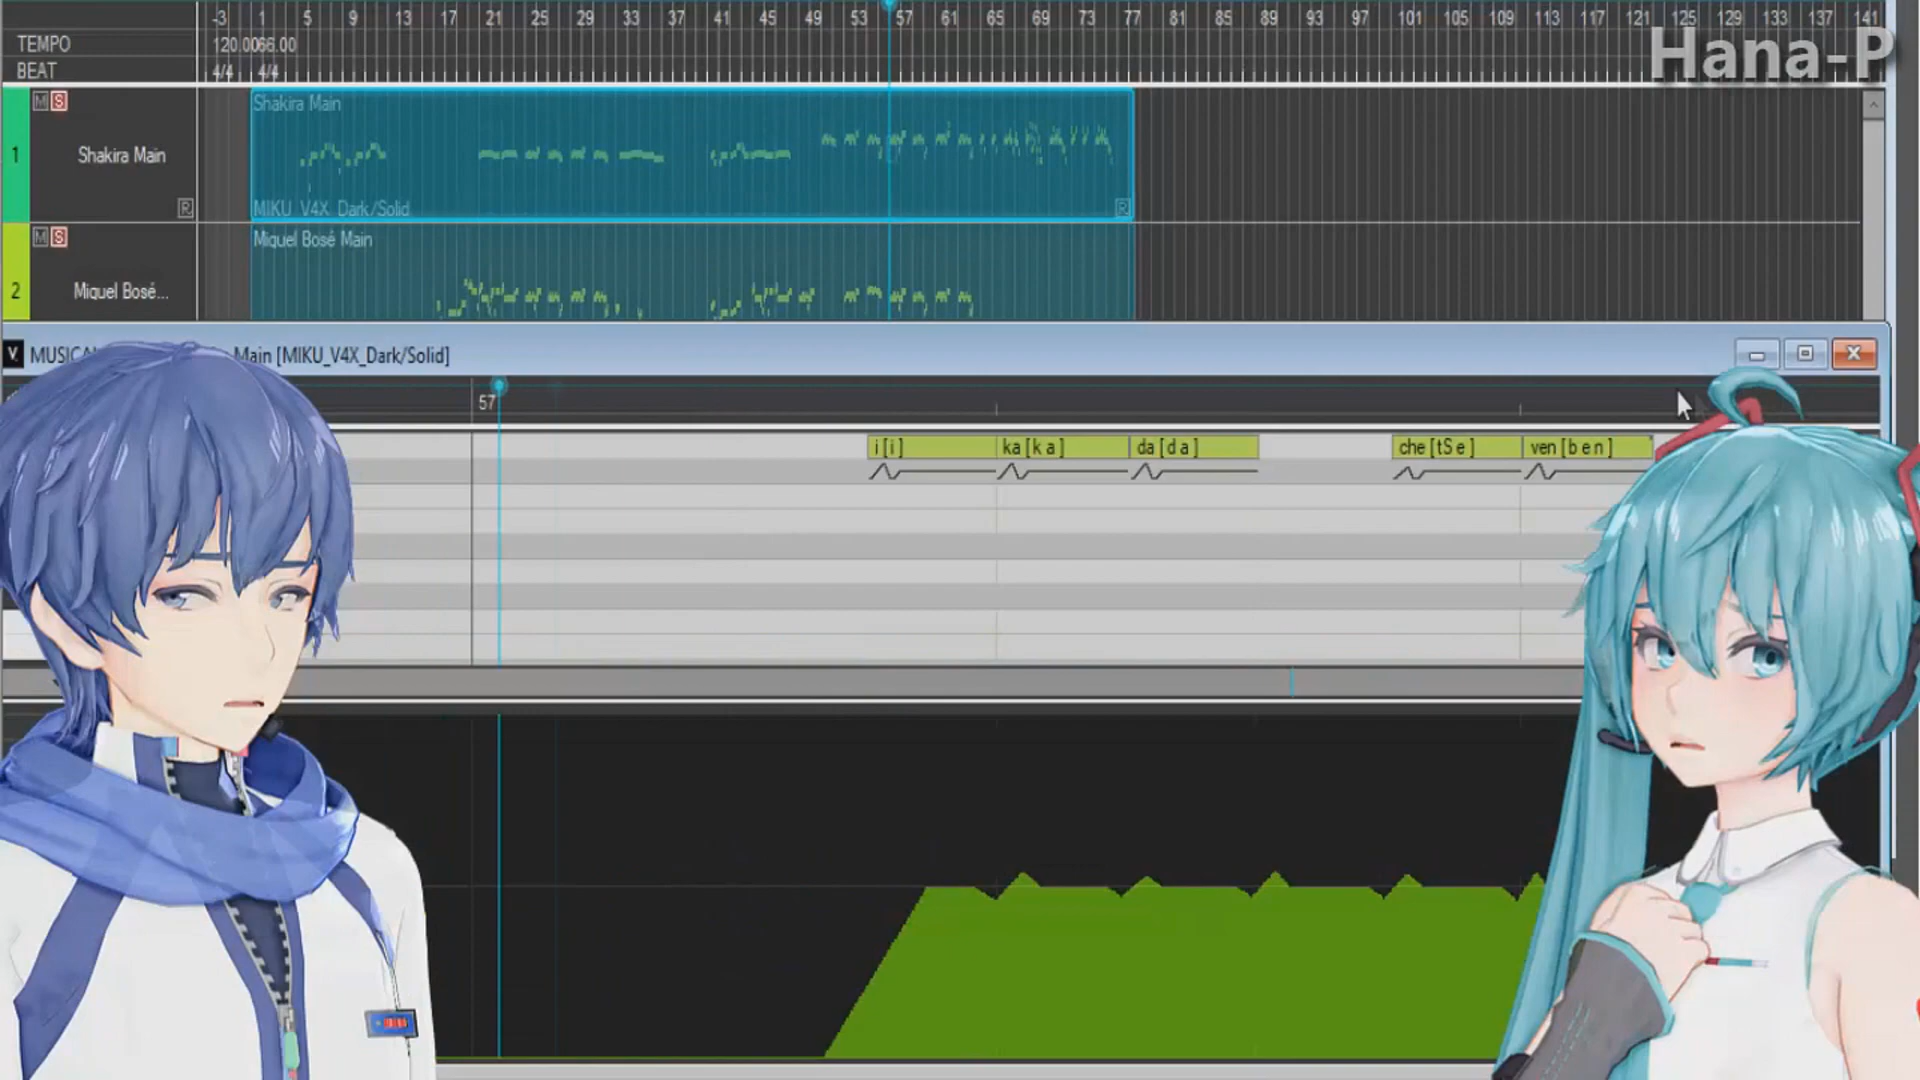 -3 1 5 9 13 17 21 25 29 33 37 41 45 49 53 57 61 65 69 73 77 81 85 89 93 97 101 105 109 113 117 121 125 129 133 137 141
TEMPO 120.00 66.00
BEAT 4/4 4/4
Hana-P
M S Shakira Main
1 Shakira Main
R MIKU_V4X_Dark/Solid R
M S Miguel Bosé Main
2 Miguel Bosé...
V MUSICA Main [MIKU_V4X_Dark/Solid]
57
i [i] ka [k a] da [d a] che [tS e] ven [b e n]